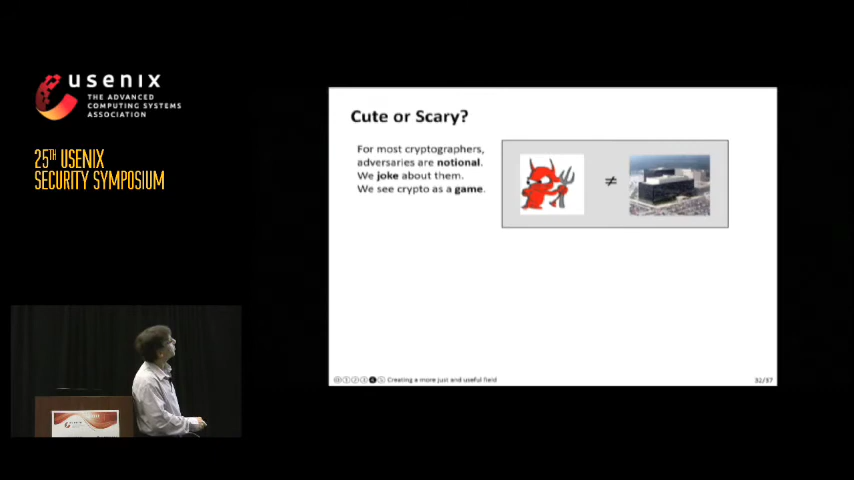 usenix
THE ADVANCED
COMPUTING SYSTEMS
ASSOCIATION
25TH USENIX
SECURITY SYMPOSIUM
Cute or Scary?
For most cryptographers,
adversaries are notional.
We joke about them.
We see crypto as a game.
≠
Creating a more just and useful field
32/37
usenix